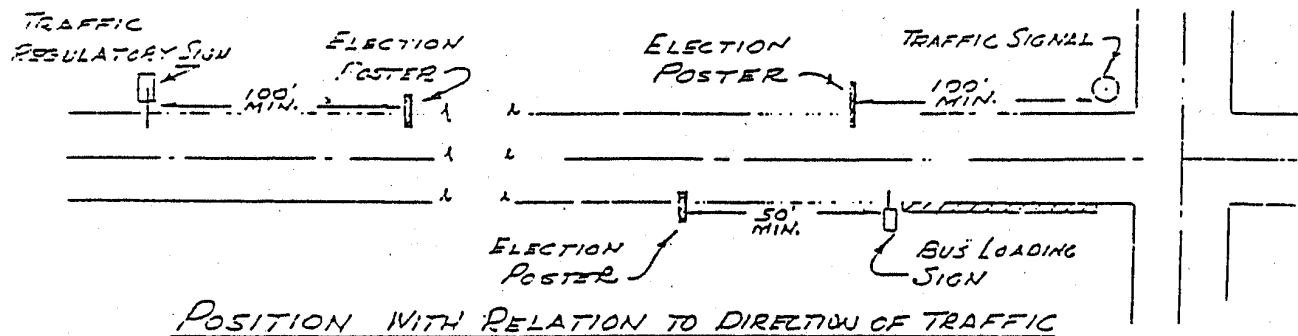 TRAFFIC
REGULATORY SIGN
100'
MIN.
ELECTION
POSTER
ELECTION
POSTER
100'
MIN.
TRAFFIC SIGNAL
ELECTION
POSTER
50'
MIN.
BUS LOADING
SIGN
POSITION WITH RELATION TO DIRECTION OF TRAFFIC